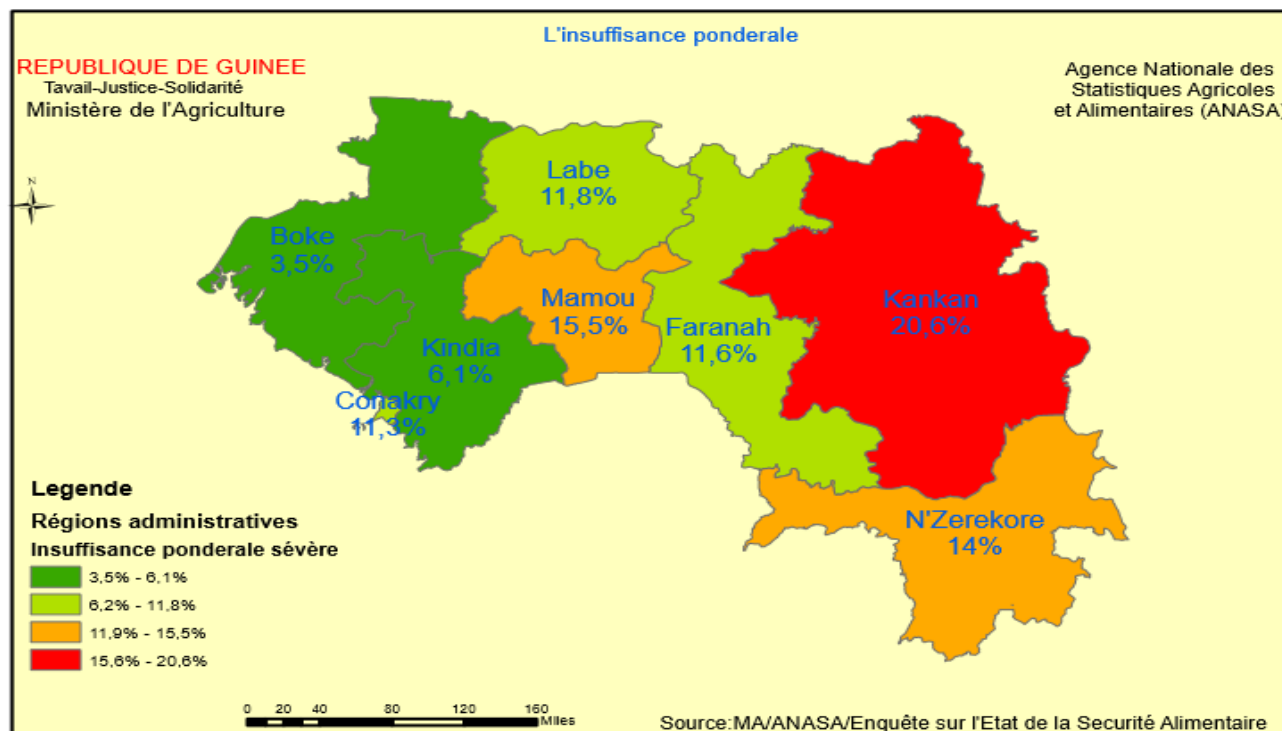 L'insuffisance ponderale
REPUBLIQUE DE GUINEE
Tavail-Justice-Solidarité
Ministère de l'Agriculture
Agence Nationale des
Statistiques Agricoles
et Alimentaires (ANASA)
N
Labe
11,8%
Boke
3,5%
Mamou
15,5%
Kankan
20,6%
Faranah
11,6%
Kindia
6,1%
Conakry
11,3%
N'Zerekore
14%
Legende
Régions administratives
Insuffisance ponderale sévère
3,5% - 6,1%
6,2% - 11,8%
11,9% - 15,5%
15,6% - 20,6%
0 20 40 80 120 160
Miles
Source:MA/ANASA/Enquête sur l'Etat de la Securité Alimentaire